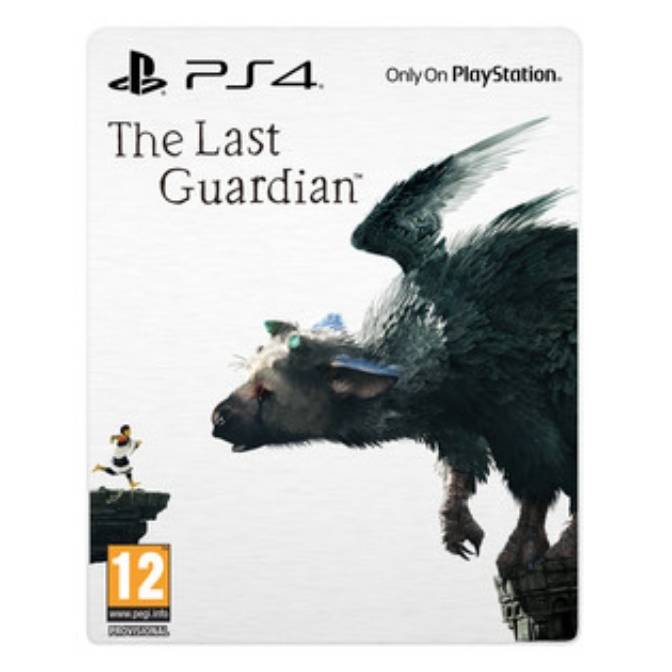 PS4
Only On PlayStation®
The Last
Guardian™
12
www.pegi.info
PROVISIONAL